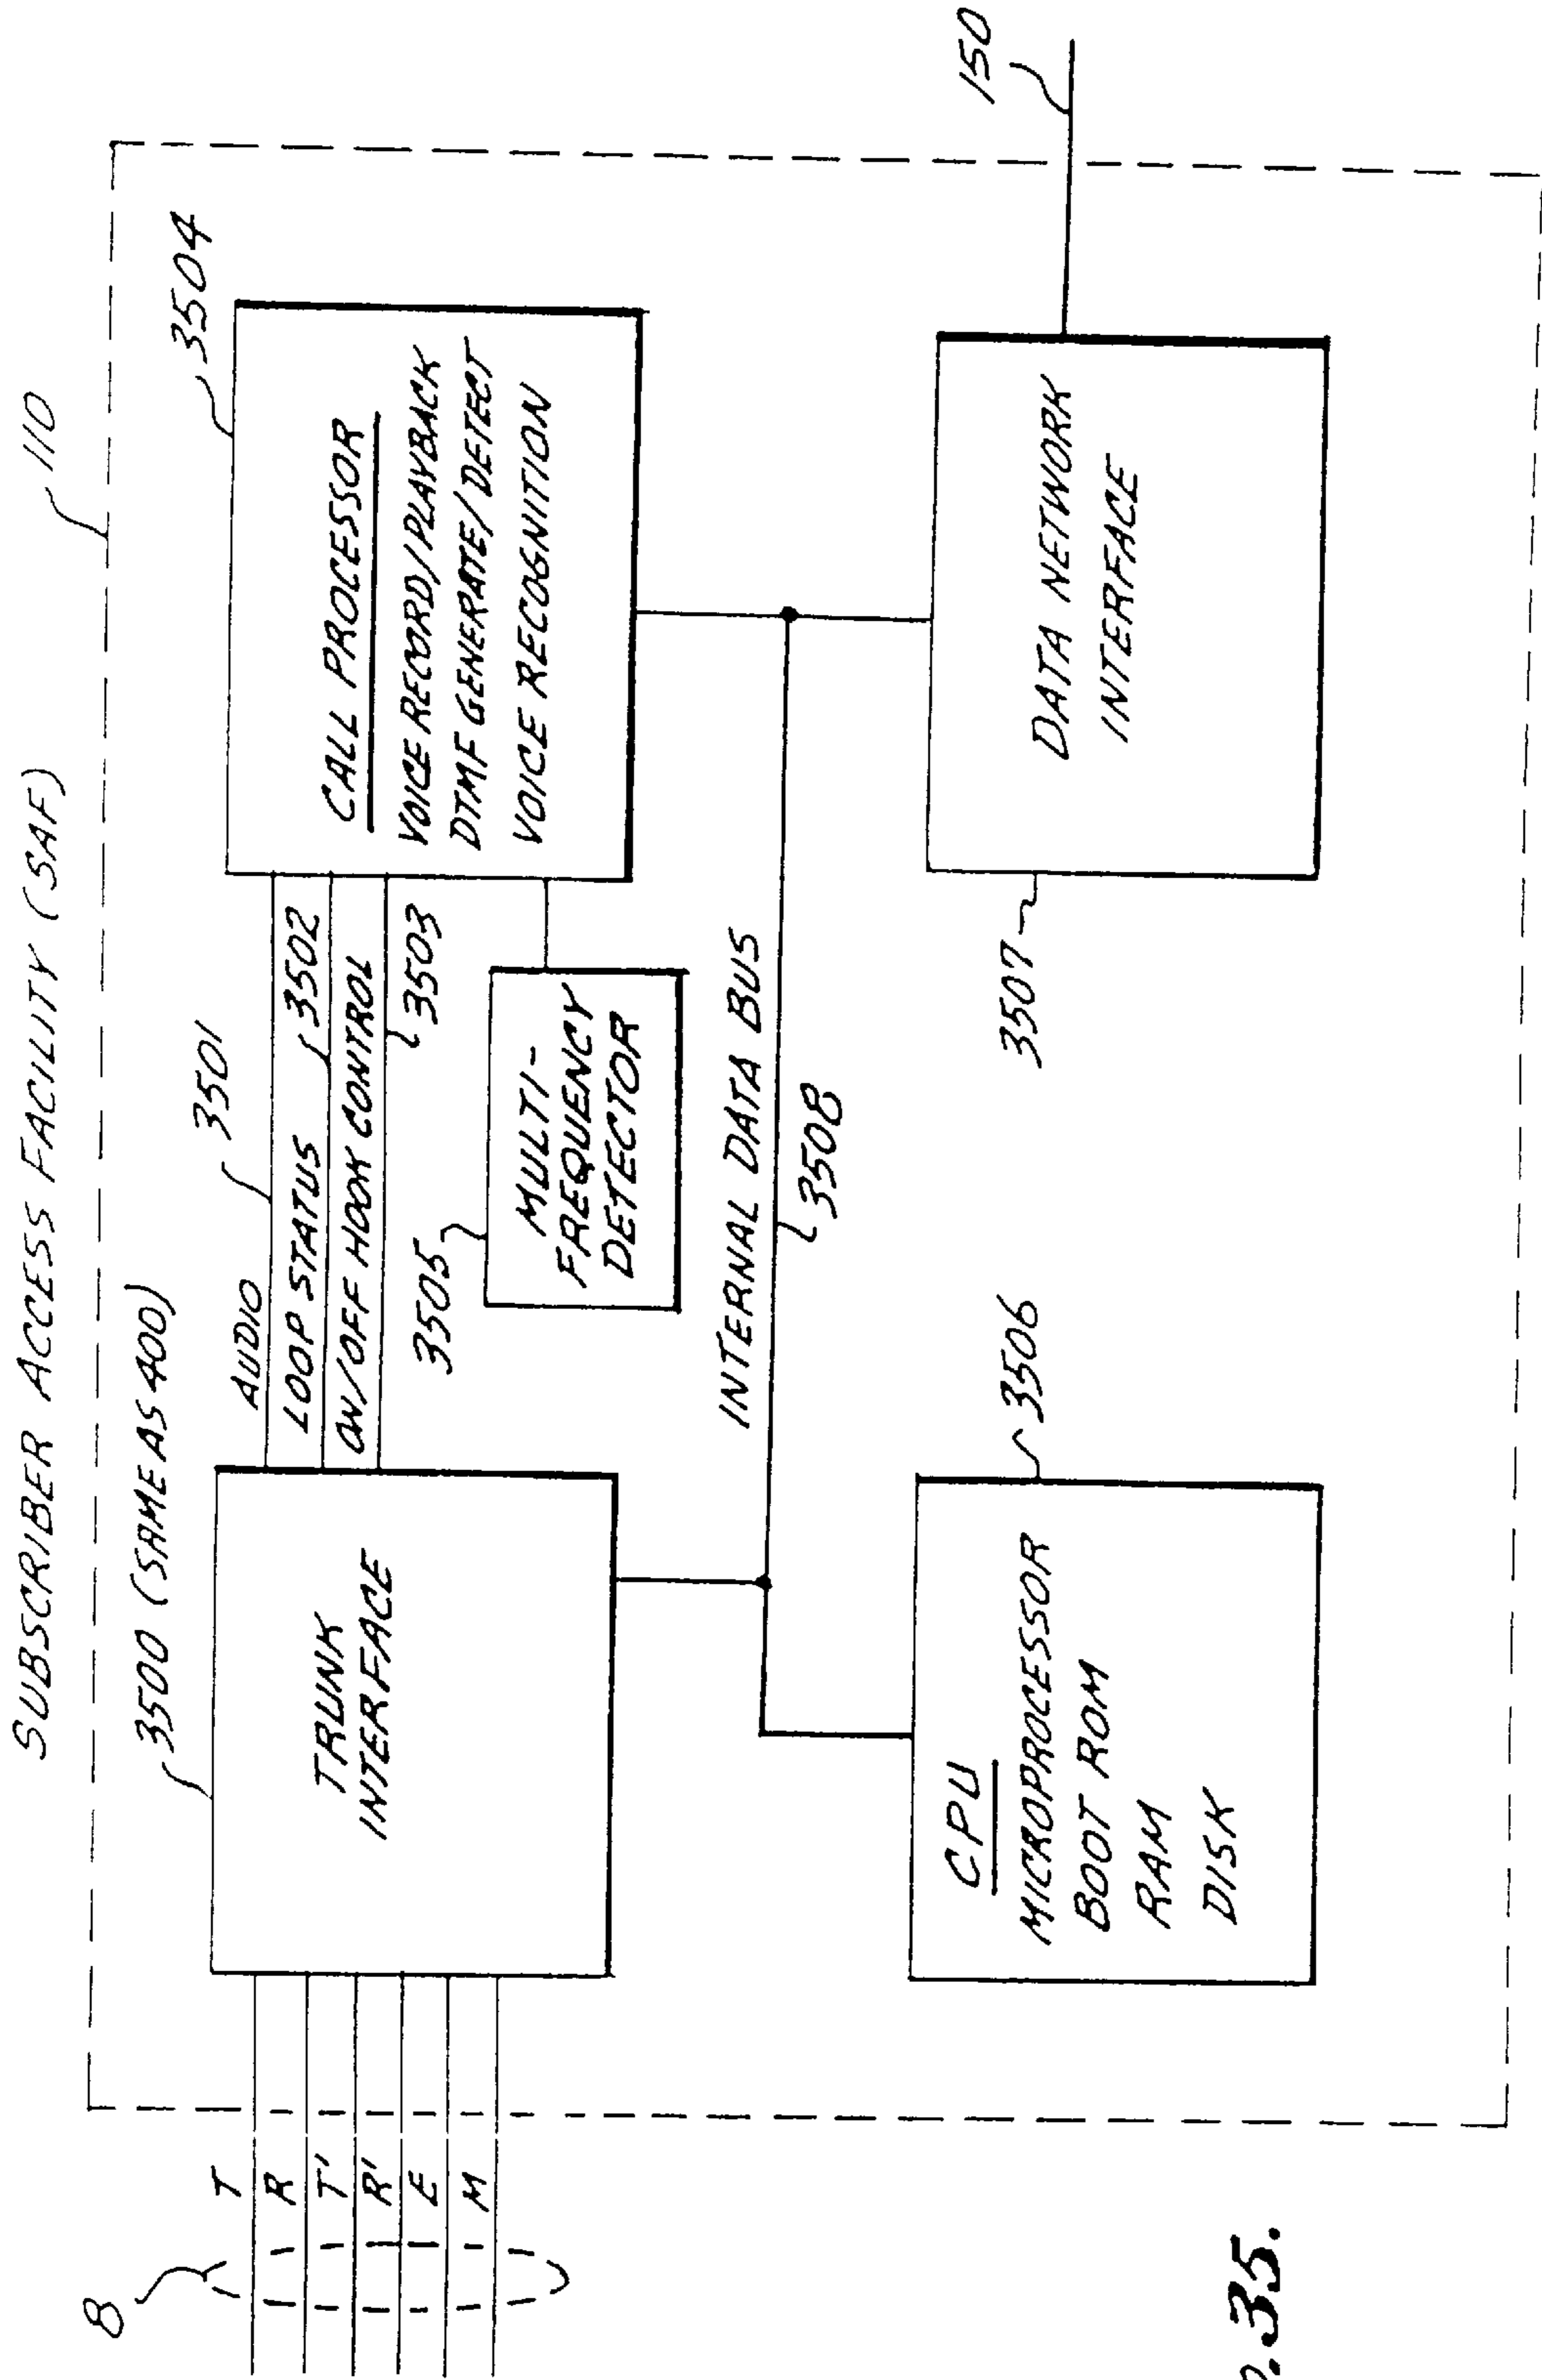 SUBSCRIBER ACCESS FACILITY (SAF)
110
3500 (SAME AS 400)
3501
3504
8
T
R
T'
R'
E
M
TRUNK
INTERFACE
AUDIO
LOOP STATUS
3502
ON/OFF HOOK CONTROL
3503
CALL PROCESSOR
VOICE RECORD/PLAYBACK
DTMF GENERATE/DETECT
VOICE RECOGNITION
3505
MULTI-
FREQUENCY
DETECTOR
INTERNAL DATA BUS
3508
3506
CPU
MICROPROCESSOR
BOOT ROM
RAM
DISK
3507
DATA NETWORK
INTERFACE
150
35.